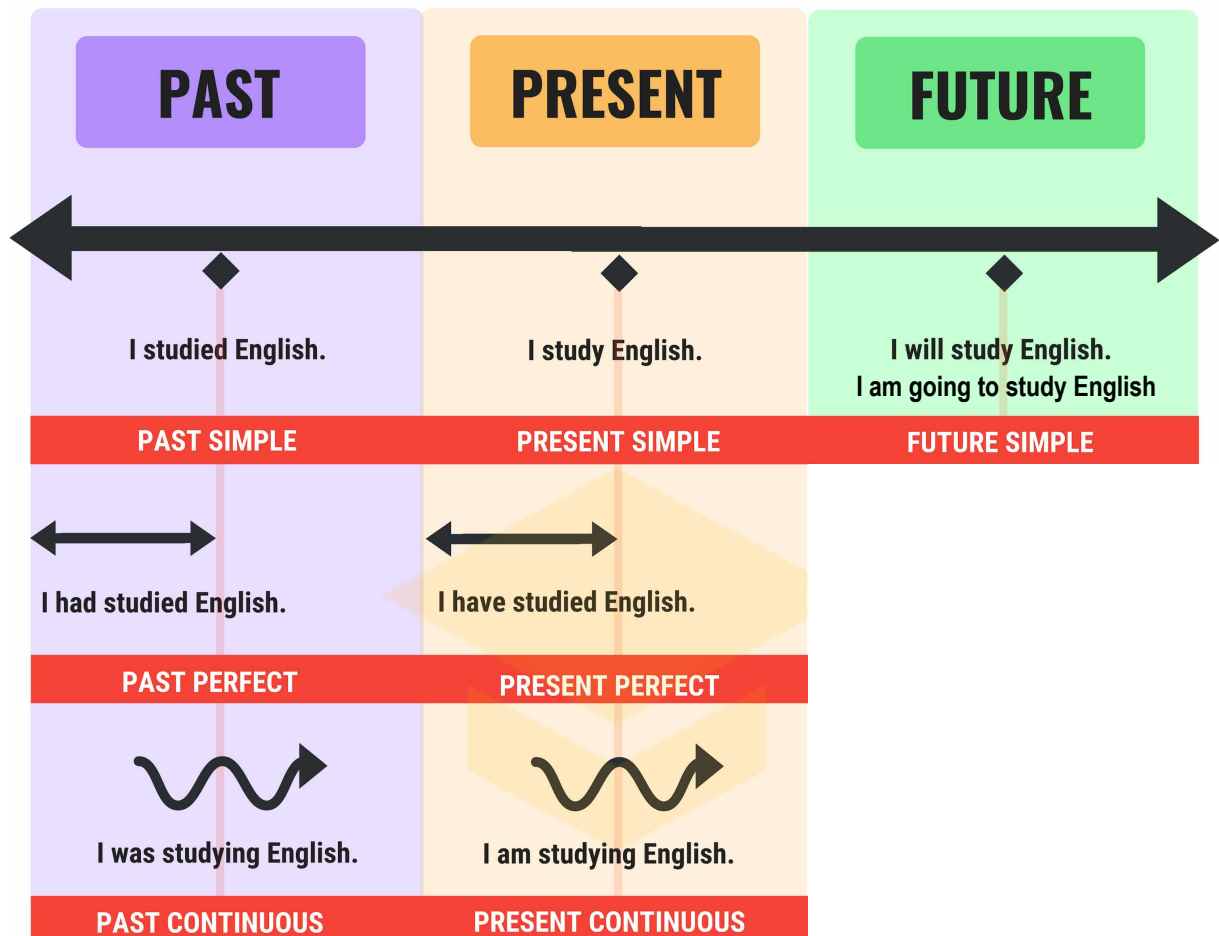 PAST
PRESENT
FUTURE
I studied English.
I study English.
I will study English.
I am going to study English
PAST SIMPLE
PRESENT SIMPLE
FUTURE SIMPLE
I had studied English.
I have studied English.
PAST PERFECT
PRESENT PERFECT
I was studying English.
I am studying English.
PAST CONTINUOUS
PRESENT CONTINUOUS